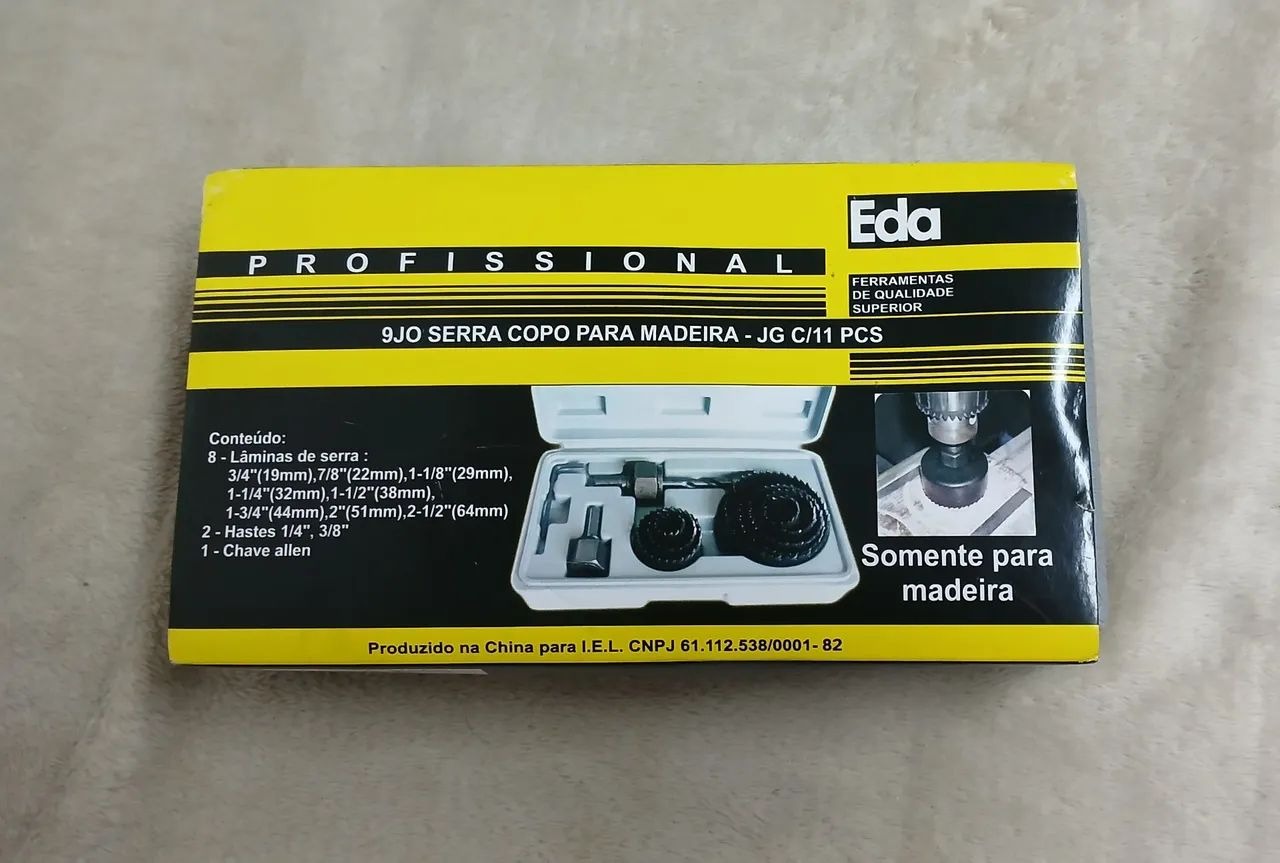 Eda
PROFISSIONAL
FERRAMENTAS
DE QUALIDADE
SUPERIOR
9JO SERRA COPO PARA MADEIRA - JG C/11 PCS
Conteúdo:
8 - Lâminas de serra :
3/4"(19mm),7/8"(22mm),1-1/8"(29mm),
1-1/4"(32mm),1-1/2"(38mm),
1-3/4"(44mm),2"(51mm),2-1/2"(64mm)
2 - Hastes 1/4", 3/8"
1 - Chave allen
Somente para
madeira
Produzido na China para I.E.L. CNPJ 61.112.538/0001- 82